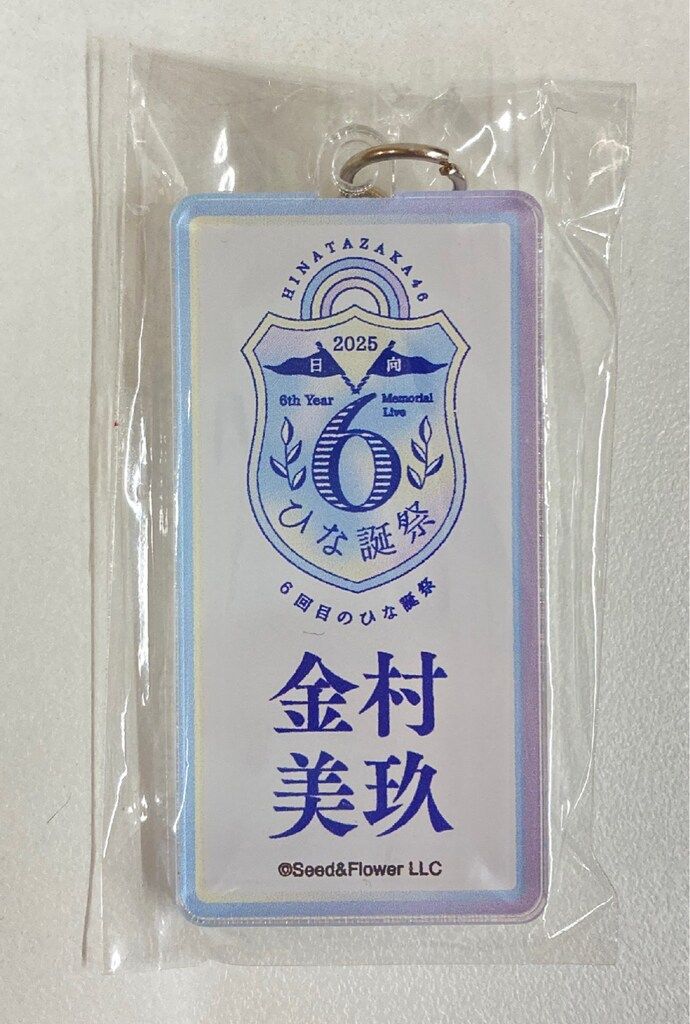 HINATAZAKA46
2025
日 向
6th Year
Memorial
Live
6
ひな誕祭
6回目のひな誕祭
金村
美玖
©Seed&Flower LLC